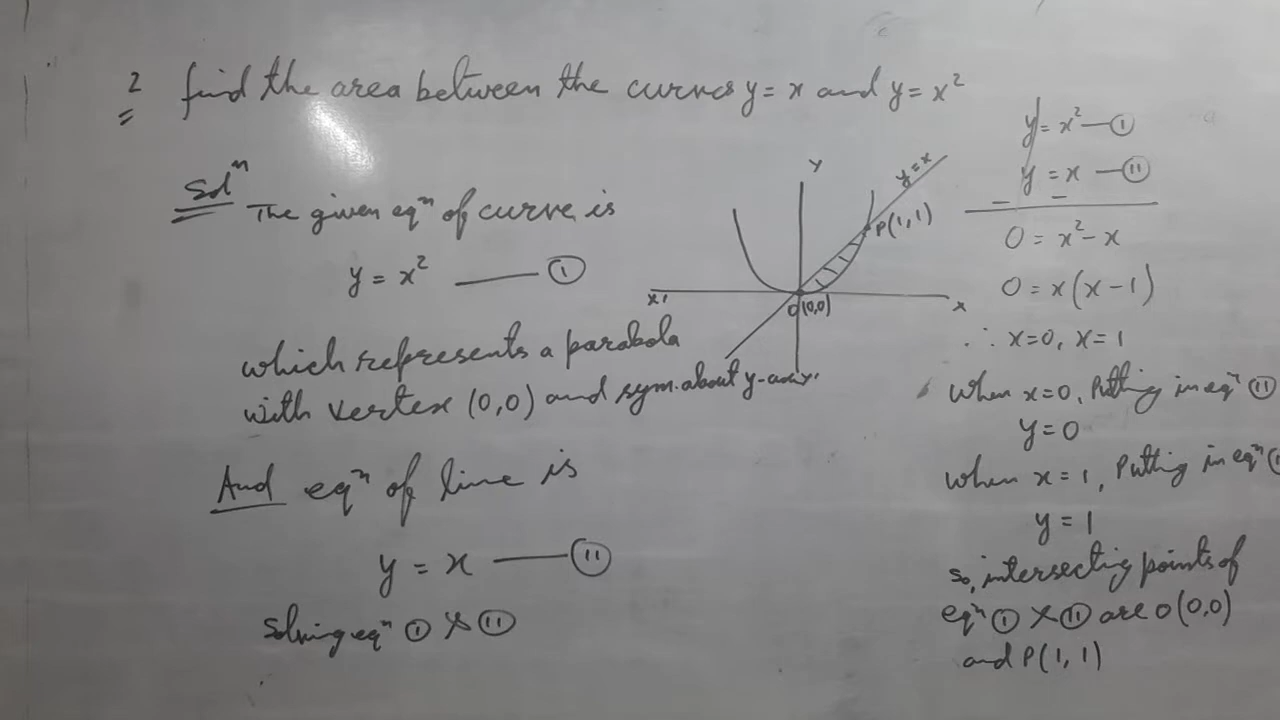 2 find the area between the curves y = x and y = x²
Solⁿ The given eqⁿ of curve is
y = x² —— ①
which represents a parabola
with vertex (0,0) and sym. about y-axis
And eqⁿ of line is
y = x —— ⑪
Solving eqⁿ ① & ⑪
y
y = x
P(1,1)
x'
O(0,0)
x
y'
y = x² — ①
y = x — ⑪
– –
0 = x² – x
0 = x(x – 1)
∴ x=0, x=1
when x=0, Putting in eqⁿ ⑪
y=0
when x=1, Putting in eqⁿ
y = 1
so, intersecting points of
eqⁿ ① & ⑪ are O(0,0)
and P(1,1)